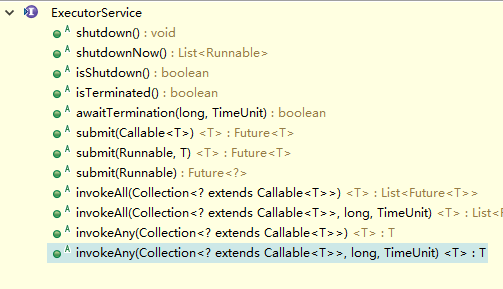 ExecutorService
shutdown() : void
shutdownNow() : List<Runnable>
isShutdown() : boolean
isTerminated() : boolean
awaitTermination(long, TimeUnit) : boolean
submit(Callable<T>) <T> : Future<T>
submit(Runnable, T) <T> : Future<T>
submit(Runnable) : Future<?>
invokeAll(Collection<? extends Callable<T>>) <T> : List<Future<T>>
invokeAll(Collection<? extends Callable<T>>, long, TimeUnit) <T> : List<F
invokeAny(Collection<? extends Callable<T>>) <T> : T
invokeAny(Collection<? extends Callable<T>>, long, TimeUnit) <T> : T